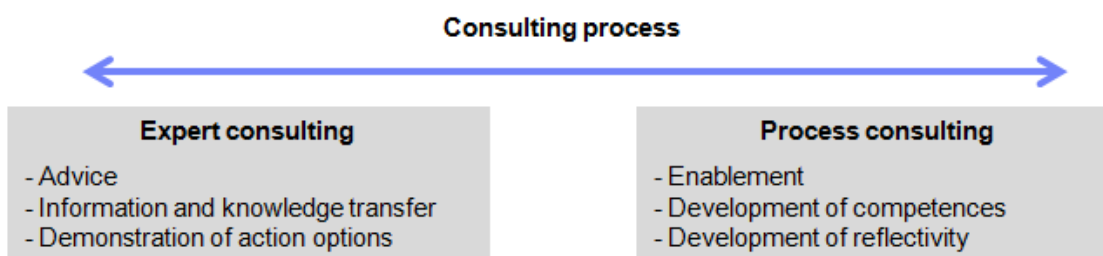 Consulting process
Expert consulting
- Advice
- Information and knowledge transfer
- Demonstration of action options
Process consulting
- Enablement
- Development of competences
- Development of reflectivity